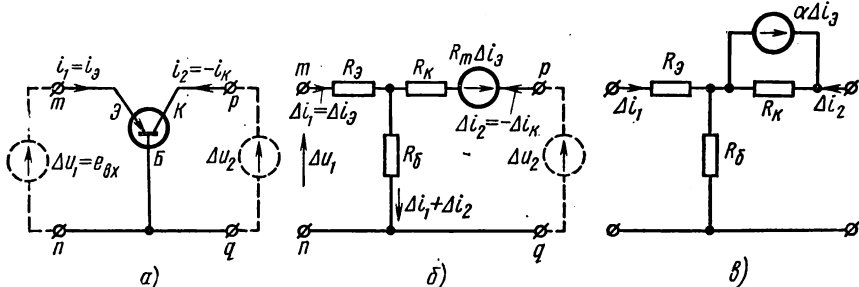 i₁=iэ
i₂=-iк
m
p
Э
К
Б
Δu₁=eвх
Δu₂
n
q
а)
m
Rэ
Rк
RmΔiэ
p
Δi₁=Δiэ
Δi₂=-Δiк
Δu₁
Rб
Δu₂
Δi₁+Δi₂
n
q
б)
αΔiэ
Rэ
Rк
Δi₁
Δi₂
Rб
в)